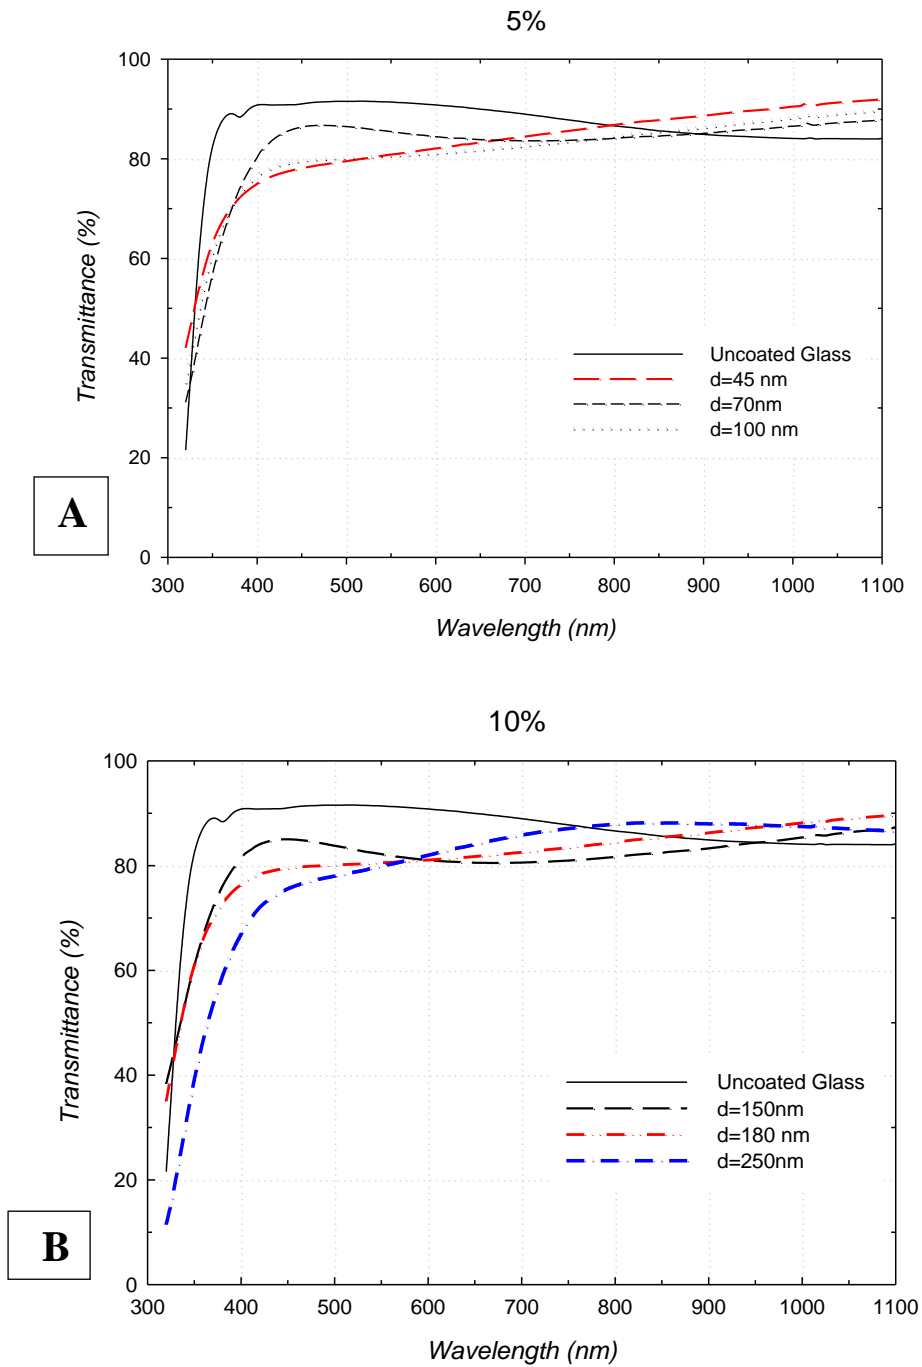 5%
100
80
60
40
20
0
Transmittance (%)
Uncoated Glass
d=45 nm
d=70nm
d=100 nm
A
300 400 500 600 700 800 900 1000 1100
Wavelength (nm)
10%
100
80
60
40
20
0
Transmittance (%)
Uncoated Glass
d=150nm
d=180 nm
d=250nm
B
300 400 500 600 700 800 900 1000 1100
Wavelength (nm)